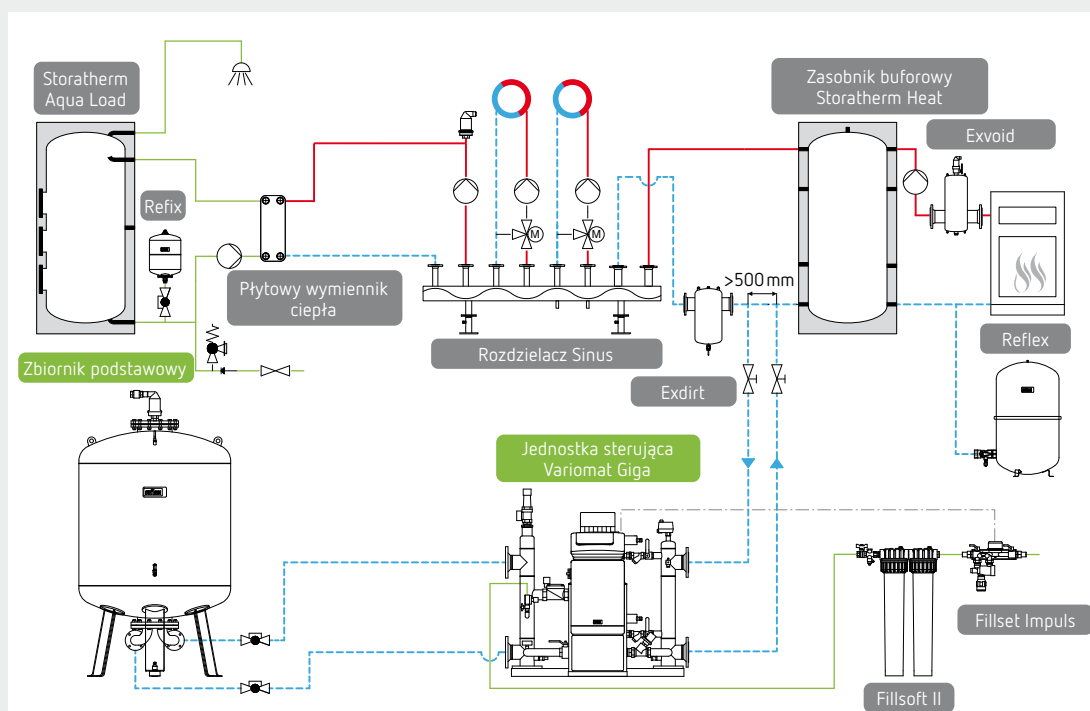 Storatherm
Aqua Load
Refix
Płytowy wymiennik
ciepła
Zbiornik podstawowy
M
M
Rozdzielacz Sinus
>500 mm
Exdirt
Zasobnik buforowy
Storatherm Heat
Exvoid
Reflex
Jednostka sterująca
Variomat Giga
Fillset Impuls
Fillsoft II